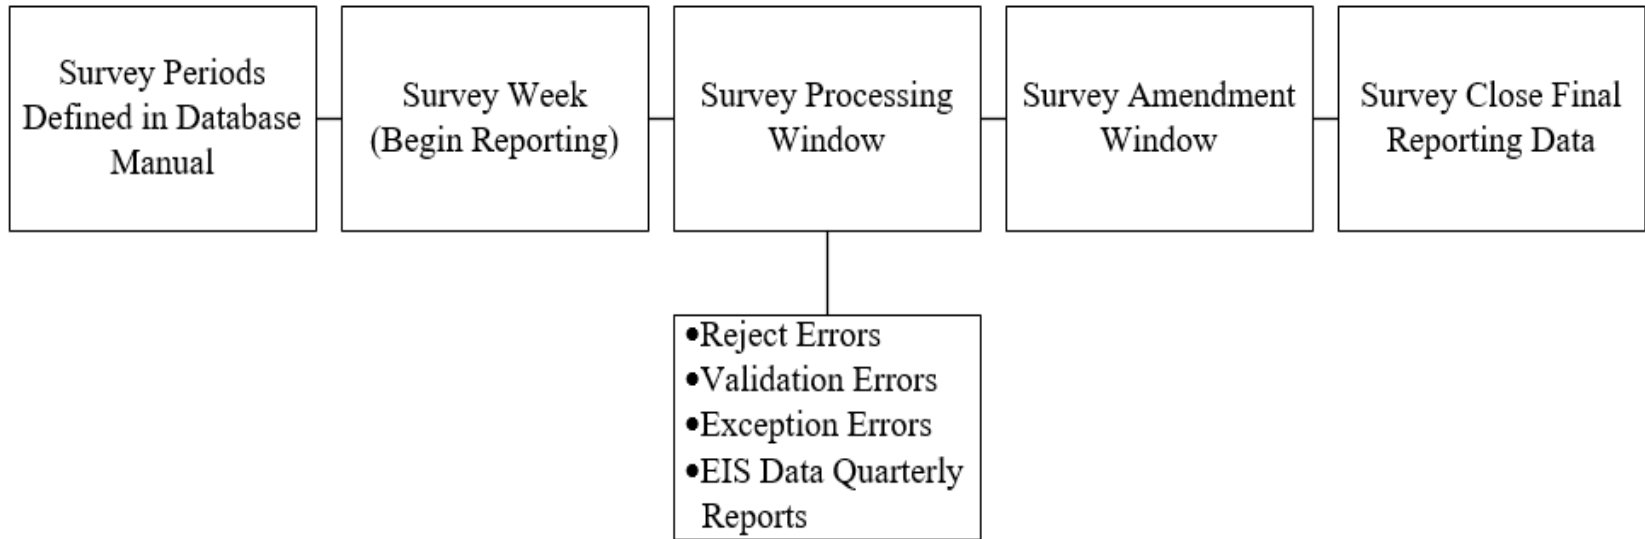 Survey Periods
Defined in Database
Manual
Survey Week
(Begin Reporting)
Survey Processing
Window
Survey Amendment
Window
Survey Close Final
Reporting Data
•Reject Errors
•Validation Errors
•Exception Errors
•EIS Data Quarterly
Reports